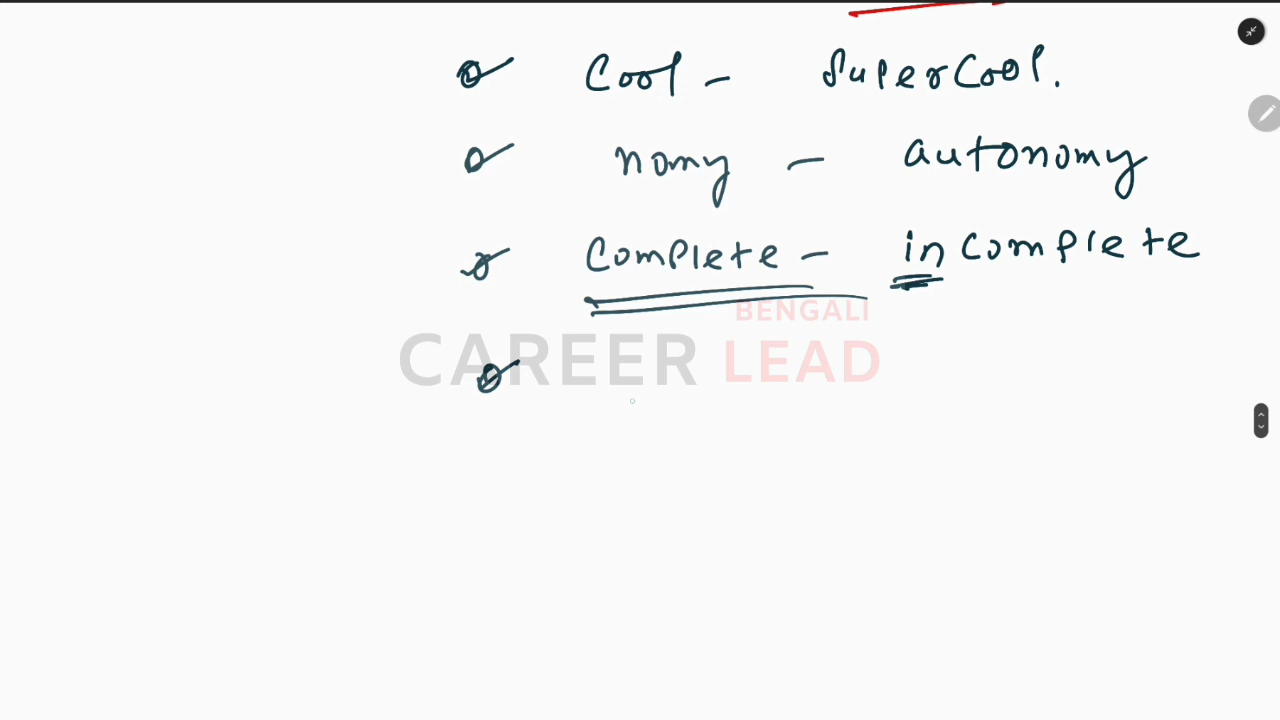 Cool - SuperCool.
nomy - autonomy
Complete - incomplete
BENGALI
CAREER LEAD